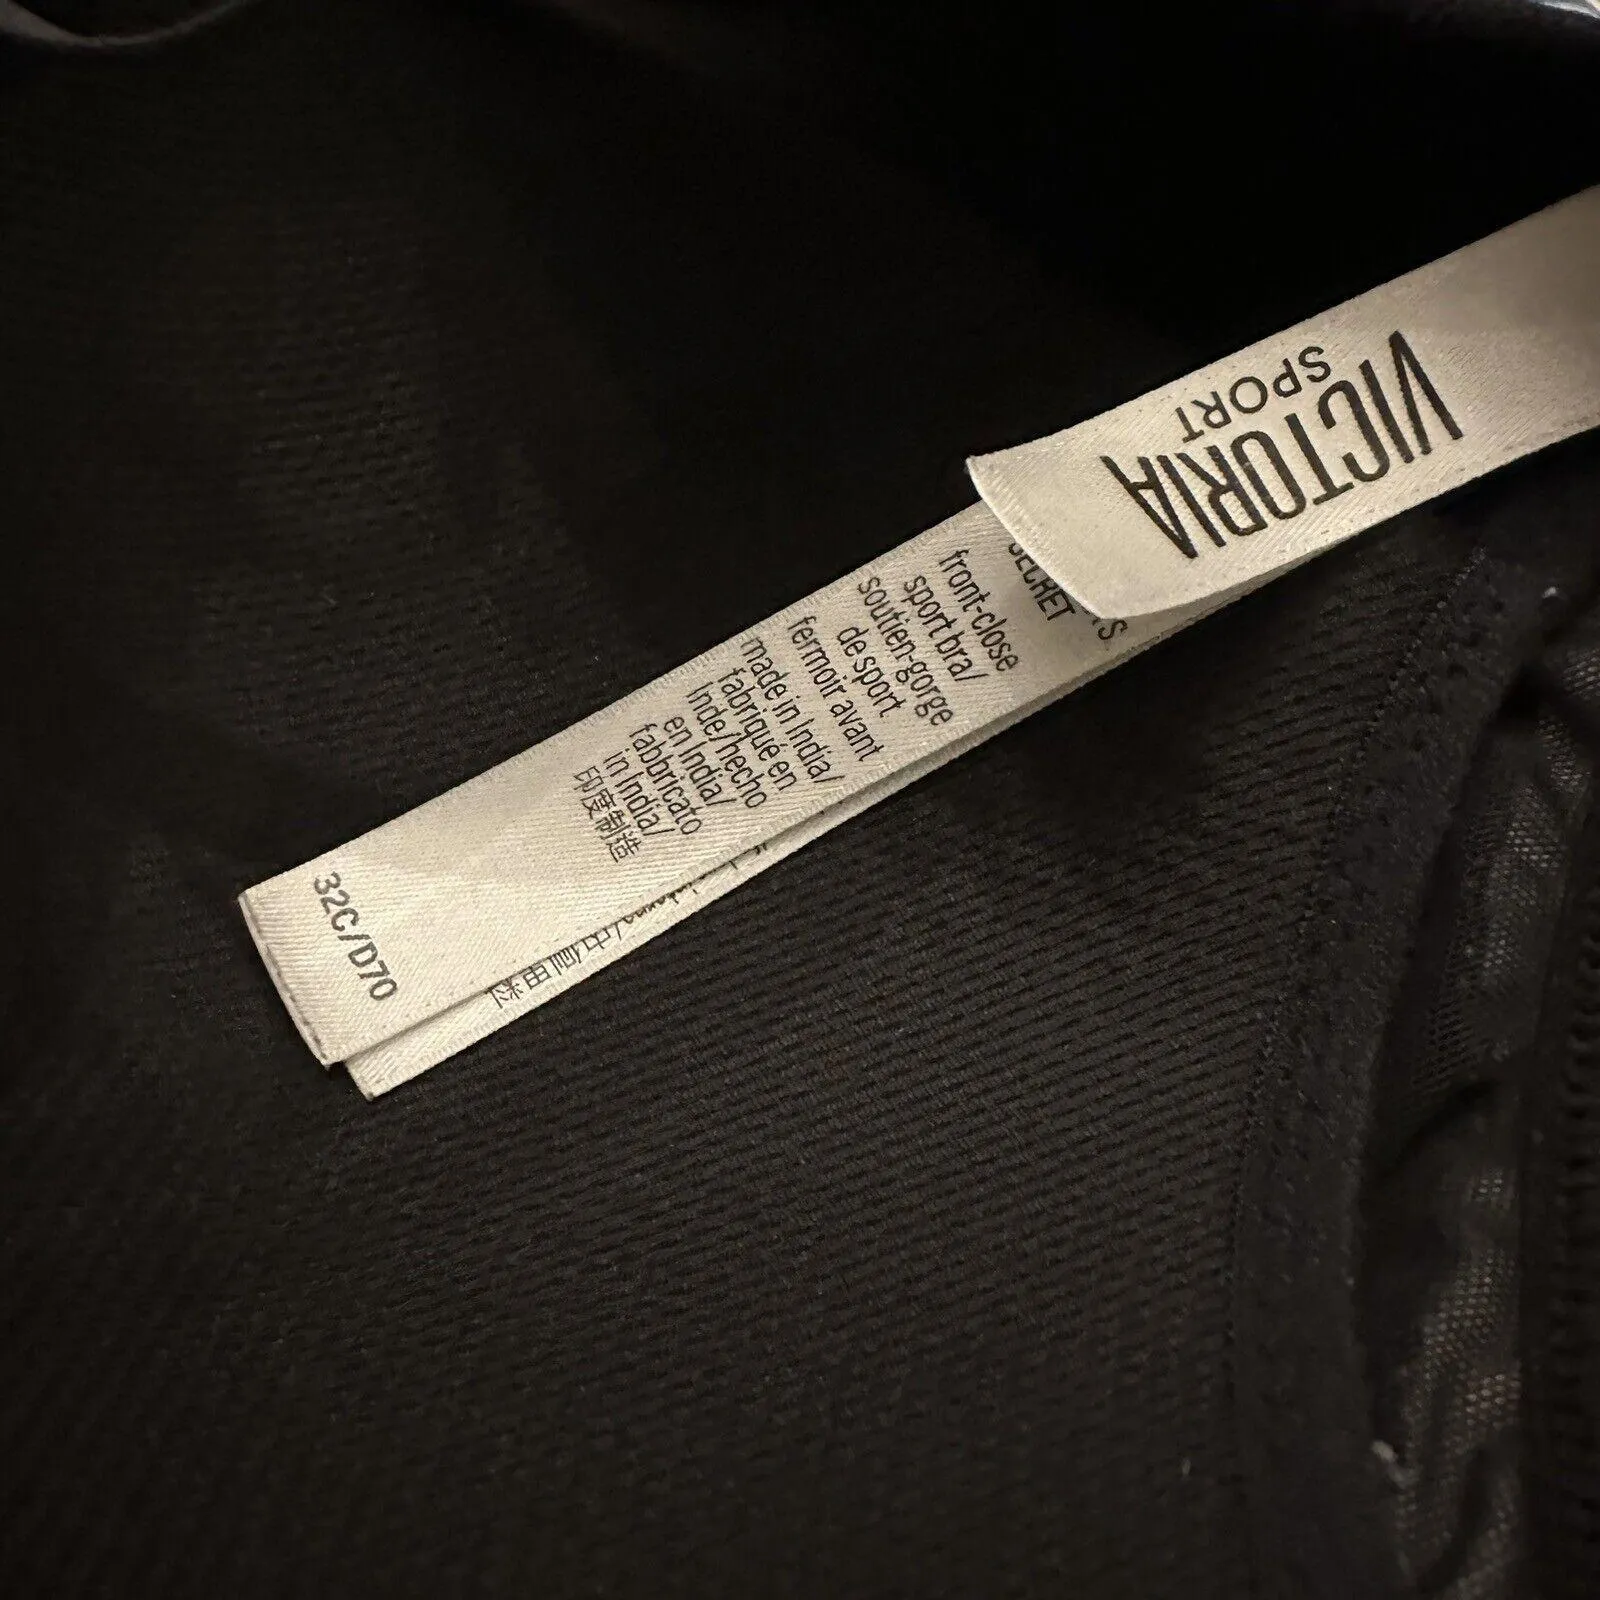 VICTORIA
SPORT
SECRET
front-close
sport bra/
soutien-gorge
de sport
fermoir avant
made in India/
fabriqué en
Inde/hecho
en India/
fabbricato
in India/
印度制造
32C/D70